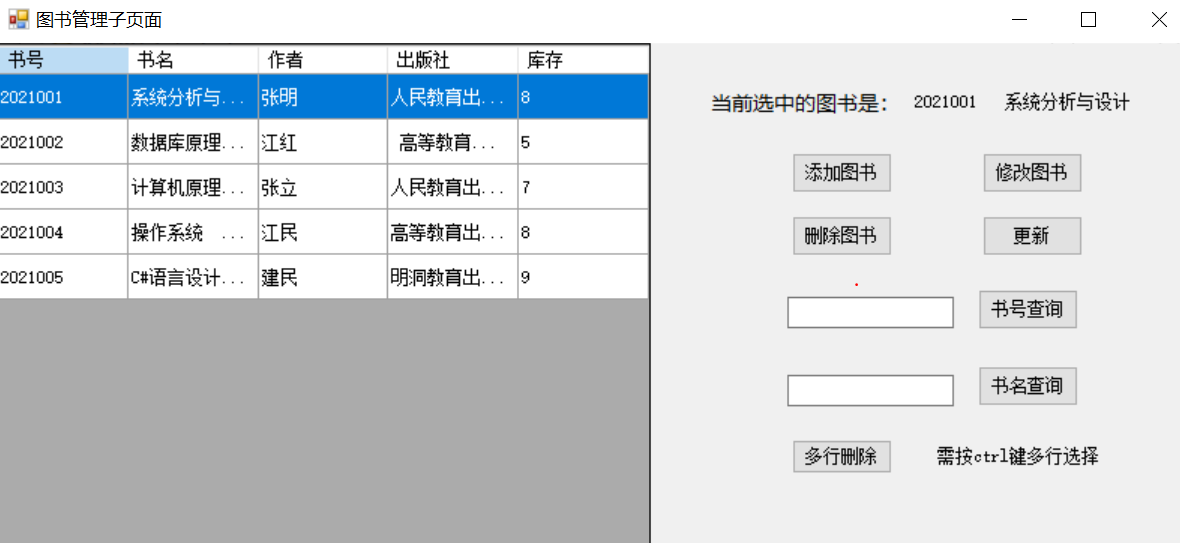 图书管理子页面
书号 书名 作者 出版社 库存
2021001 系统分析与... 张明 人民教育出... 8
2021002 数据库原理... 江红 高等教育... 5
2021003 计算机原理... 张立 人民教育出... 7
2021004 操作系统 ... 江民 高等教育出... 8
2021005 C#语言设计... 建民 明洞教育出... 9
当前选中的图书是： 2021001 系统分析与设计
添加图书 修改图书
删除图书 更新
书号查询
书名查询
多行删除 需按ctrl键多行选择